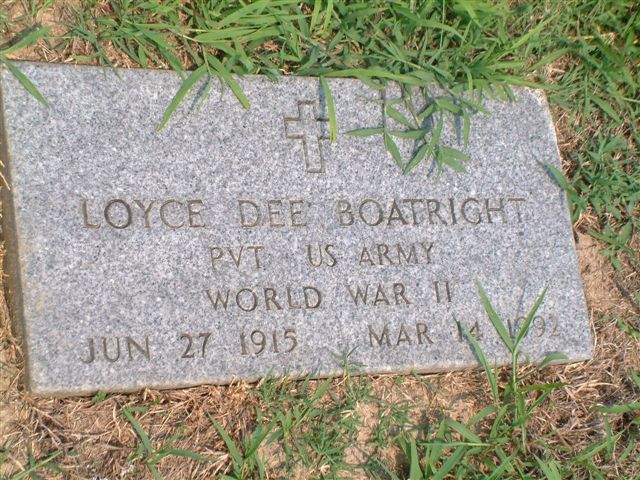 LOYCE DEE BOATRIGHT
PVT US ARMY
WORLD WAR II
JUN 27 1915 MAR 14 1992